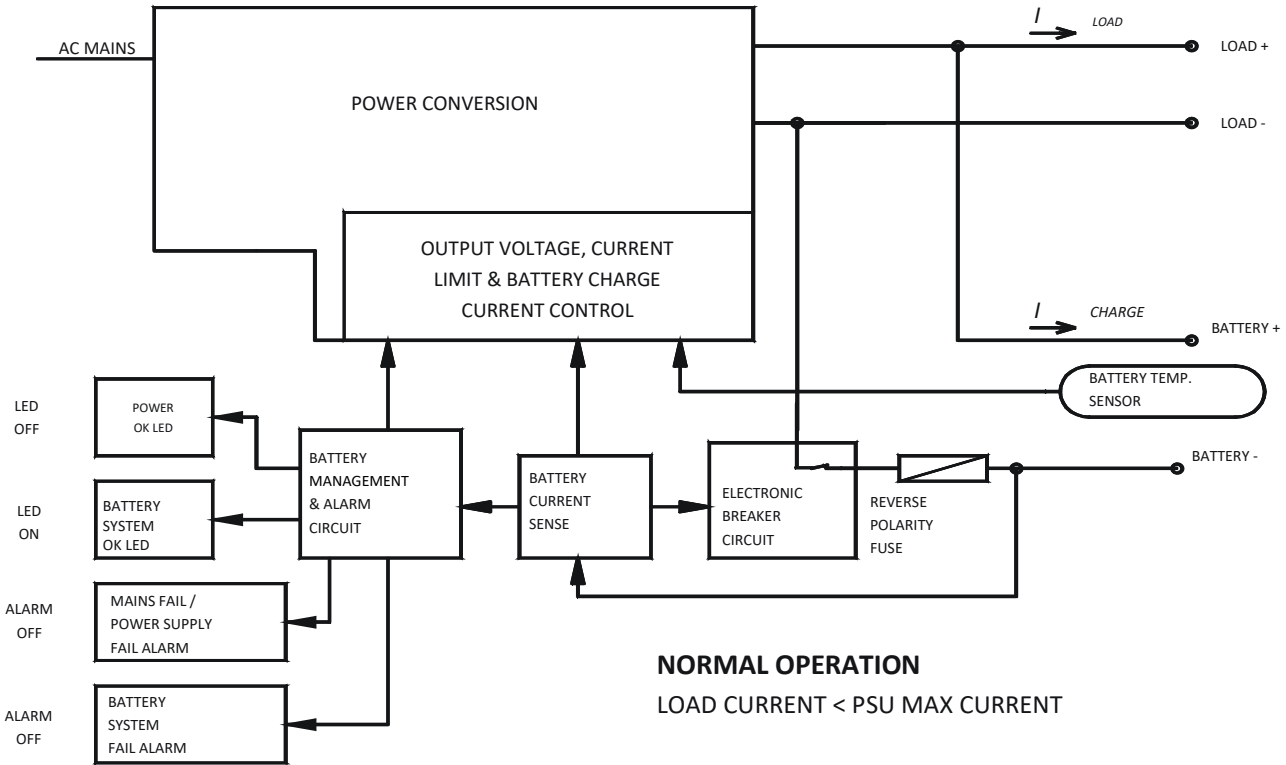 I LOAD
LOAD +
AC MAINS
POWER CONVERSION
LOAD -
OUTPUT VOLTAGE, CURRENT
LIMIT & BATTERY CHARGE
CURRENT CONTROL
I CHARGE
BATTERY +
BATTERY TEMP.
SENSOR
LED
OFF
POWER
OK LED
BATTERY
MANAGEMENT
& ALARM
CIRCUIT
BATTERY
CURRENT
SENSE
ELECTRONIC
BREAKER
CIRCUIT
REVERSE
POLARITY
FUSE
BATTERY -
LED
ON
BATTERY
SYSTEM
OK LED
ALARM
OFF
MAINS FAIL /
POWER SUPPLY
FAIL ALARM
NORMAL OPERATION
LOAD CURRENT < PSU MAX CURRENT
ALARM
OFF
BATTERY
SYSTEM
FAIL ALARM